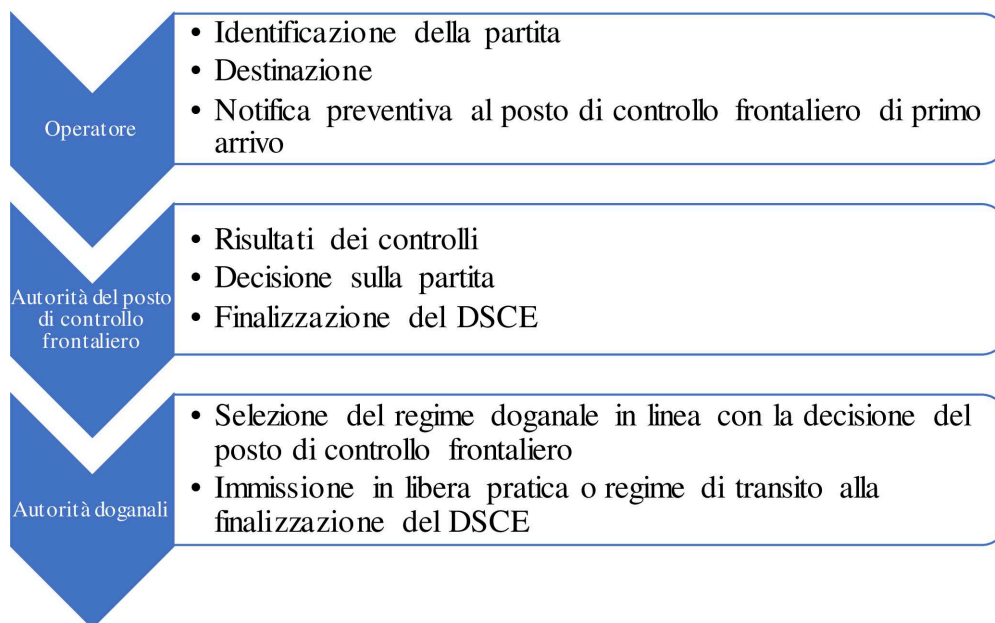 Operatore
• Identificazione della partita
• Destinazione
• Notifica preventiva al posto di controllo frontaliero di primo
arrivo
Autorità del posto
di controllo
frontaliero
• Risultati dei controlli
• Decisione sulla partita
• Finalizzazione del DSCE
Autorità doganali
• Selezione del regime doganale in linea con la decisione del
posto di controllo frontaliero
• Immissione in libera pratica o regime di transito alla
finalizzazione del DSCE